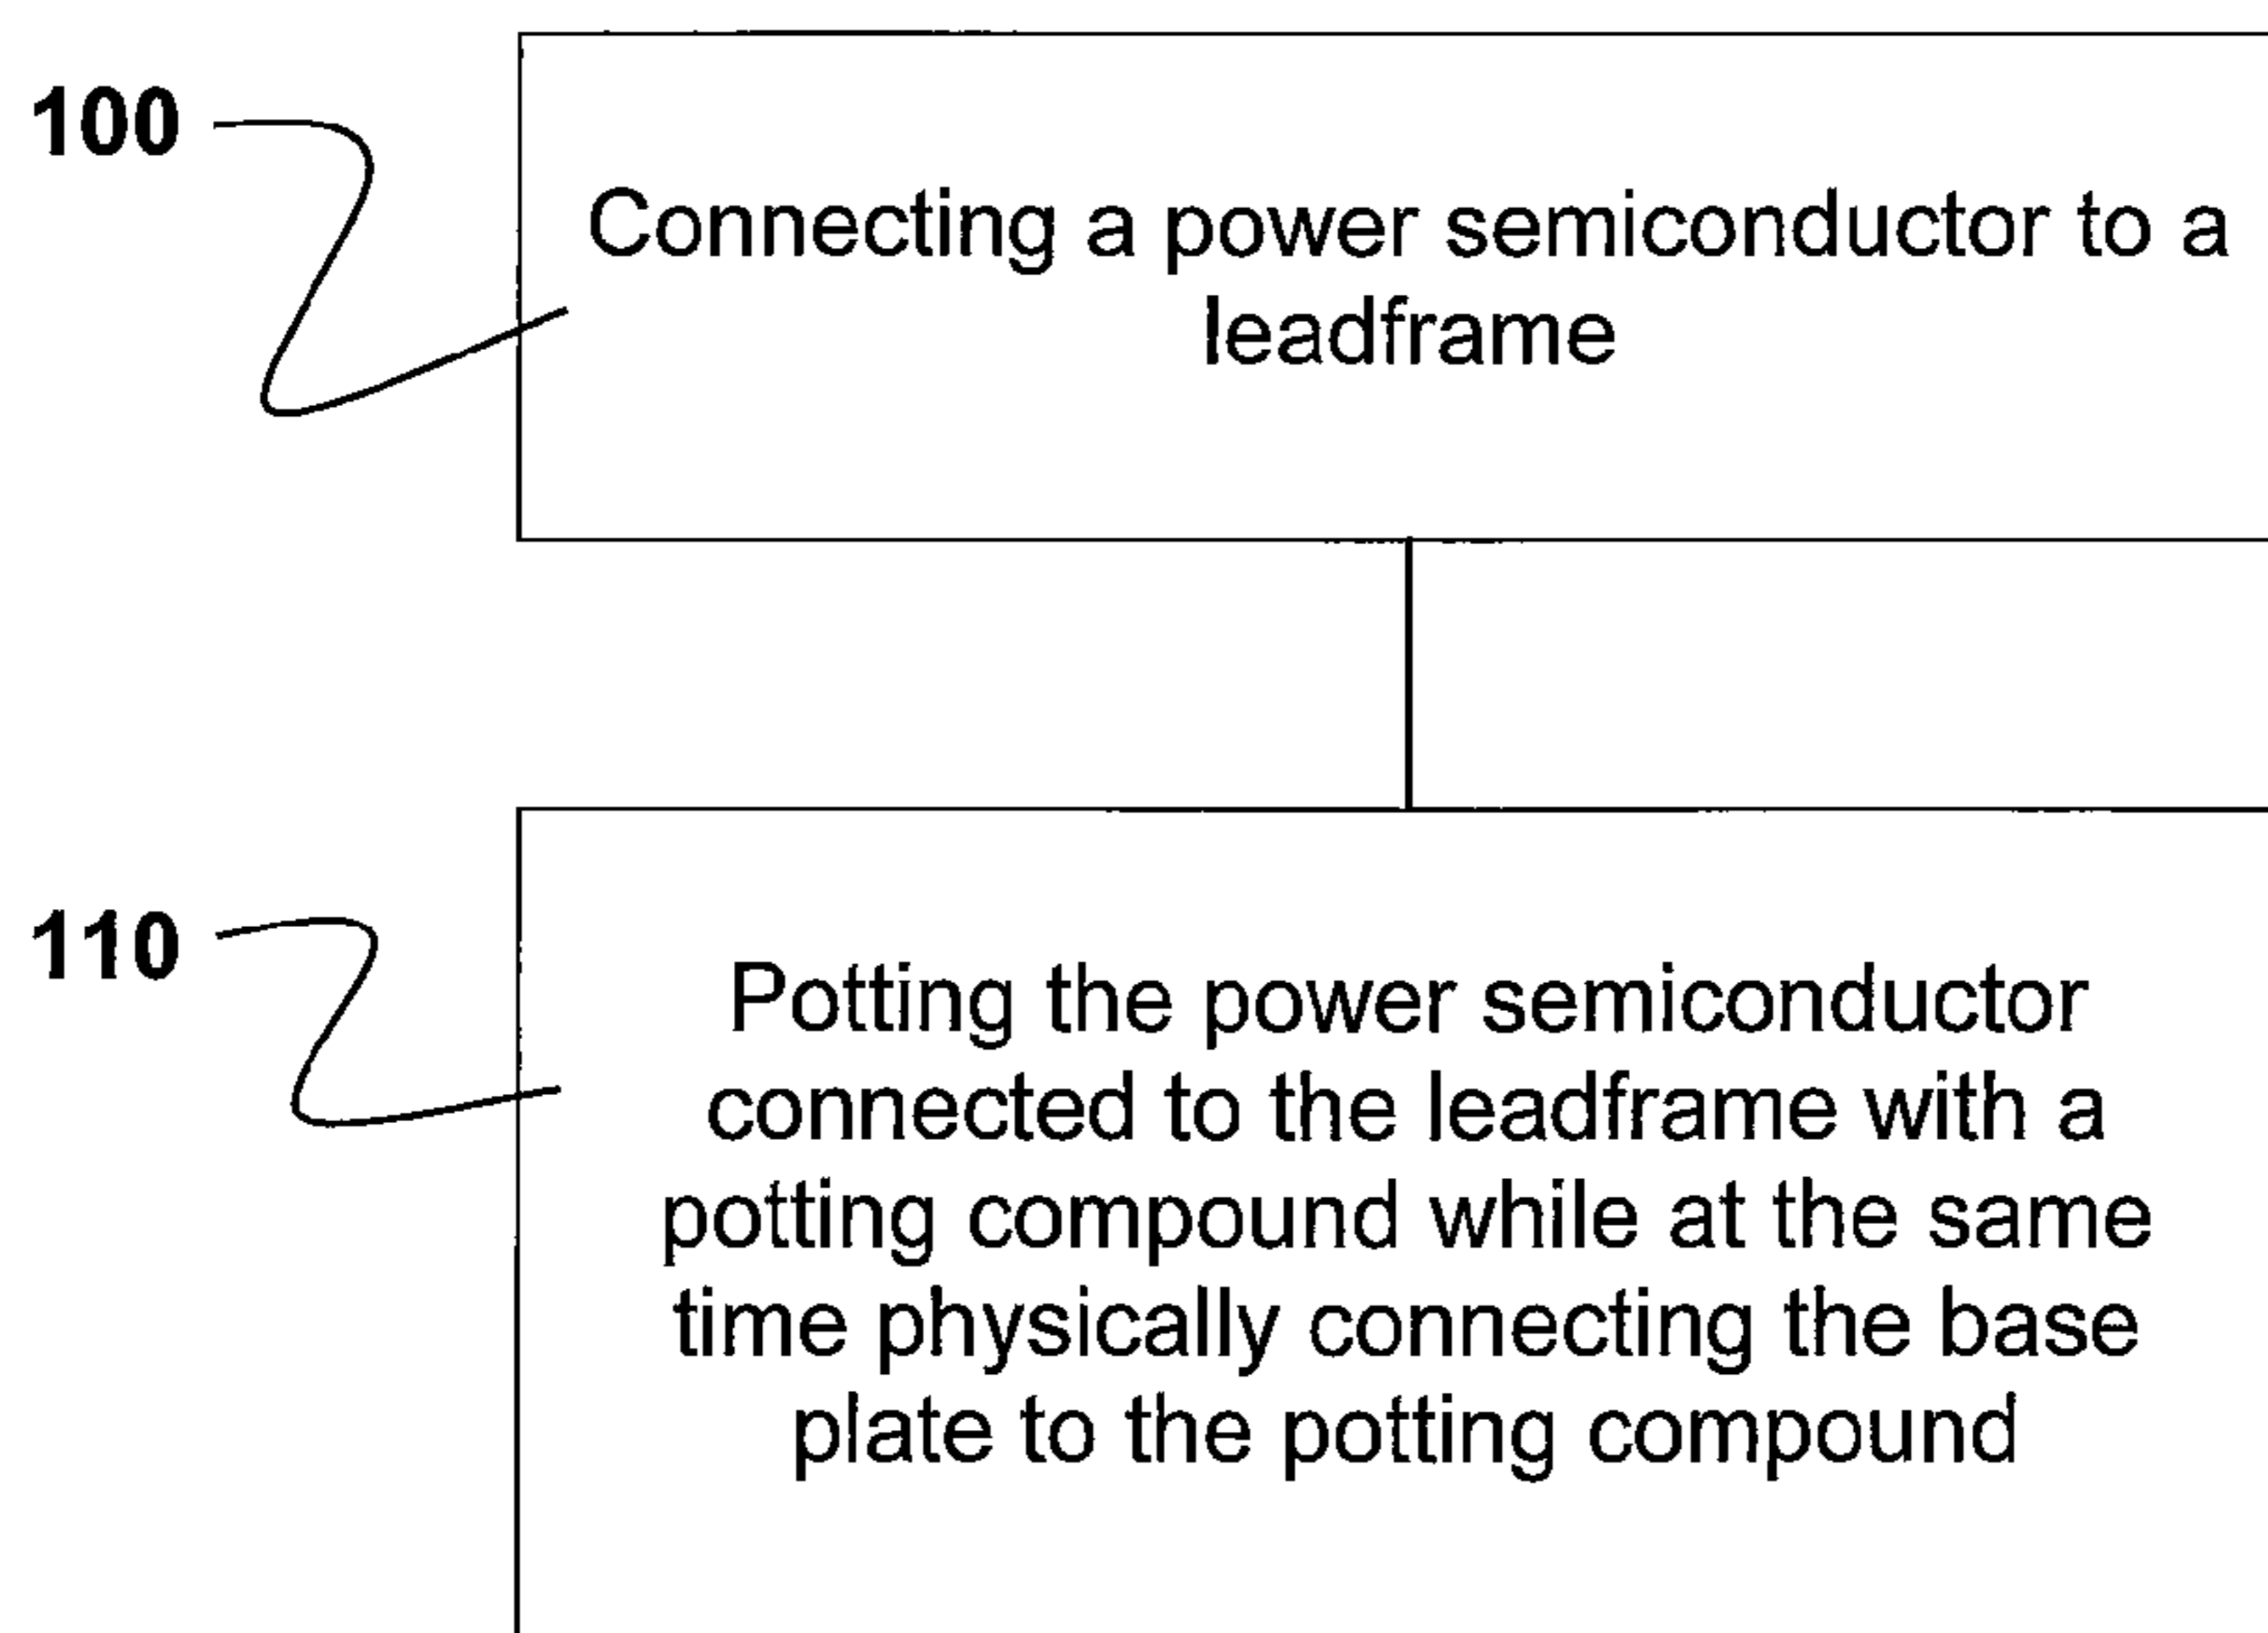 100
Connecting a power semiconductor to a
leadframe
110
Potting the power semiconductor
connected to the leadframe with a
potting compound while at the same
time physically connecting the base
plate to the potting compound